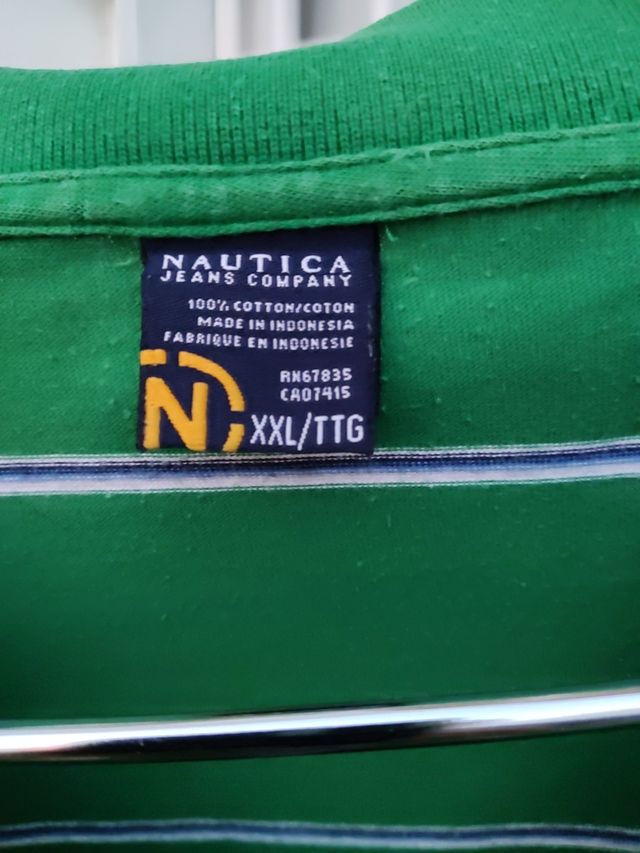 NAUTICA
JEANS COMPANY
100% COTTON/COTON
MADE IN INDONESIA
FABRIQUE EN INDONESIE
RN67835
CA07415
N XXL/TTG